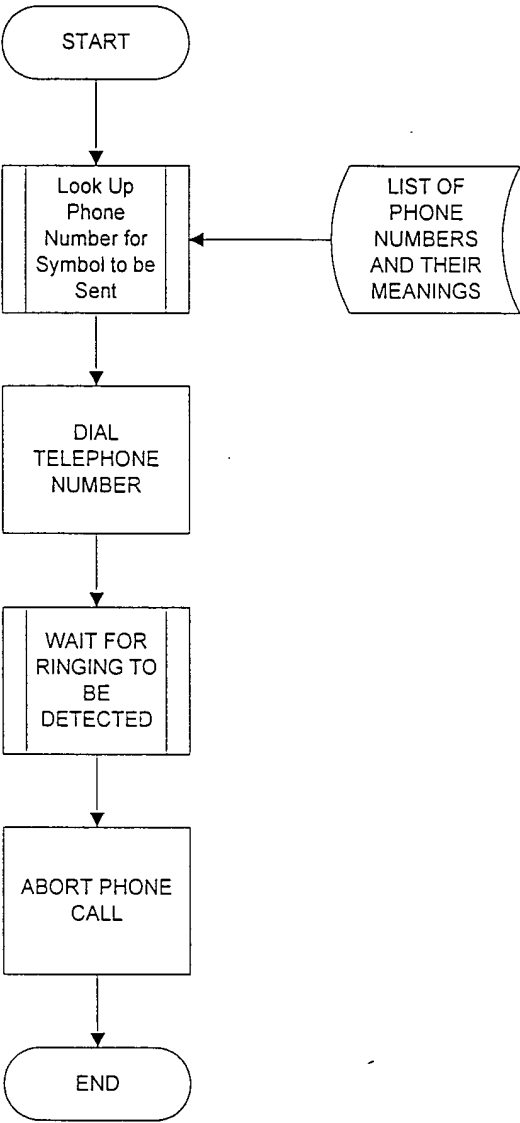 START
Look Up
Phone
Number for
Symbol to be
Sent
LIST OF
PHONE
NUMBERS
AND THEIR
MEANINGS
DIAL
TELEPHONE
NUMBER
WAIT FOR
RINGING TO
BE
DETECTED
ABORT PHONE
CALL
END